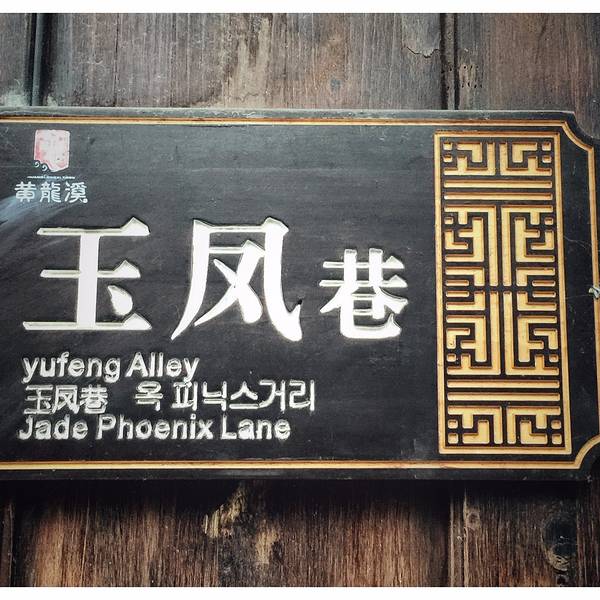 黄龍溪
玉凤巷
yufeng Alley
玉凤巷 옥 피닉스거리
Jade Phoenix Lane